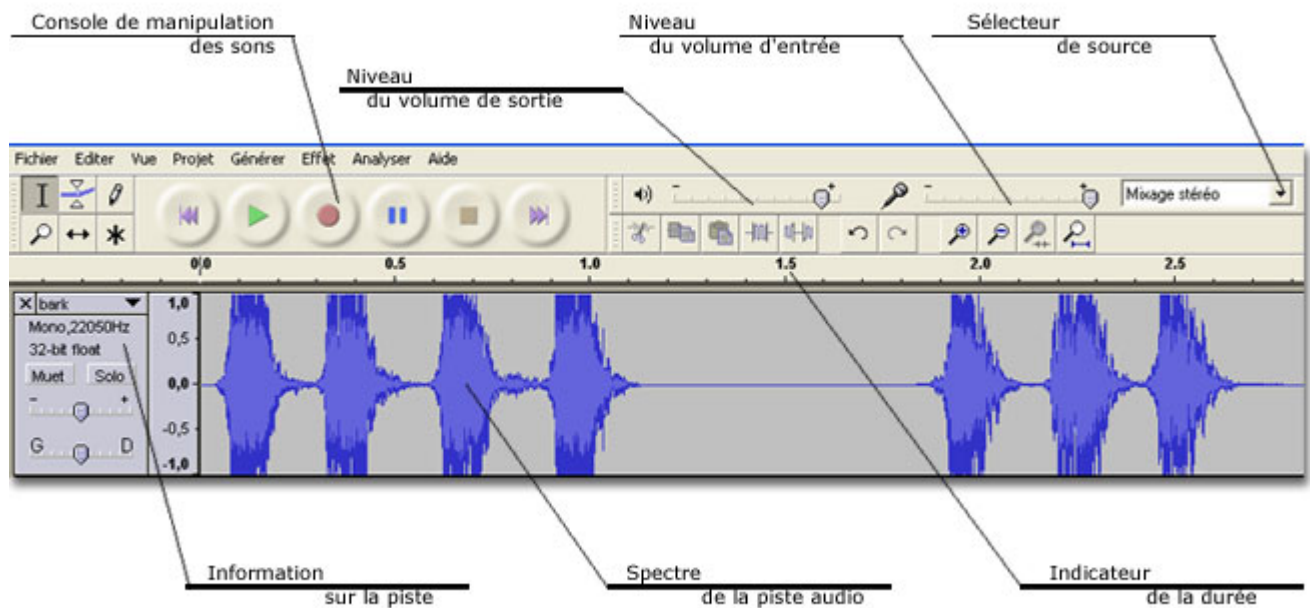 Console de manipulation
des sons
Niveau
du volume d'entrée
Sélecteur
de source
Niveau
du volume de sortie
Fichier Editer Vue Projet Générer Effet Analyser Aide
Mixage stéréo
0,0 0.5 1.0 1.5 2.0 2.5
bark
Mono,22050Hz
32-bit float
Muet Solo
- +
G D
1,0
0,5
0,0
-0,5
-1,0
Information
sur la piste
Spectre
de la piste audio
Indicateur
de la durée